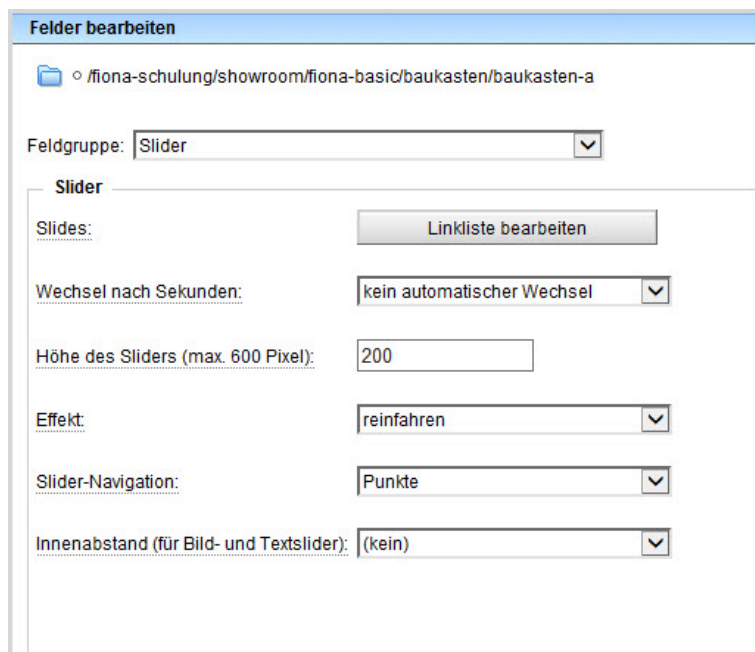 Felder bearbeiten
/fiona-schulung/showroom/fiona-basic/baukasten/baukasten-a
Feldgruppe: Slider
Slider
Slides: Linkliste bearbeiten
Wechsel nach Sekunden: kein automatischer Wechsel
Höhe des Sliders (max. 600 Pixel): 200
Effekt: reinfahren
Slider-Navigation: Punkte
Innenabstand (für Bild- und Textslider): (kein)